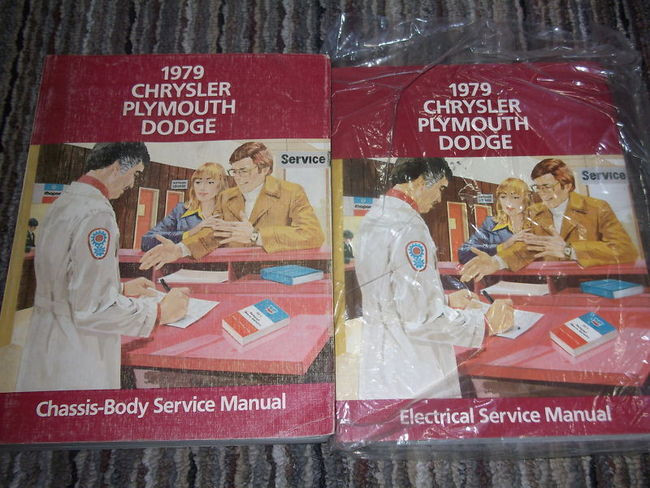 1979
CHRYSLER
PLYMOUTH
DODGE
Service
Chassis-Body Service Manual
1979
CHRYSLER
PLYMOUTH
DODGE
Service
Electrical Service Manual